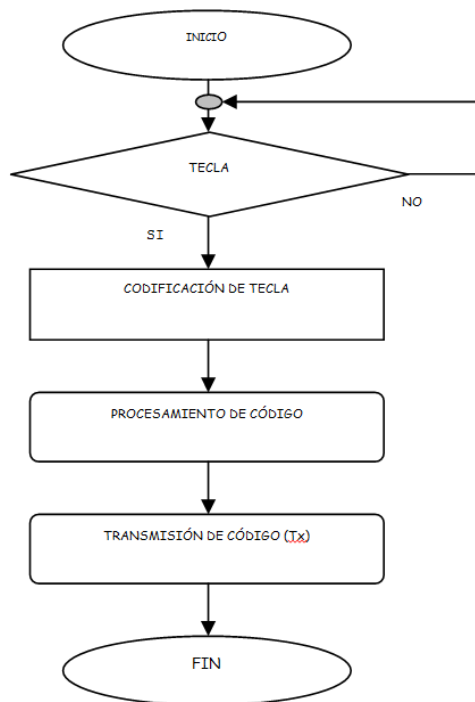 INICIO
TECLA
NO
SI
CODIFICACIÓN DE TECLA
PROCESAMIENTO DE CÓDIGO
TRANSMISIÓN DE CÓDIGO (Tx)
FIN